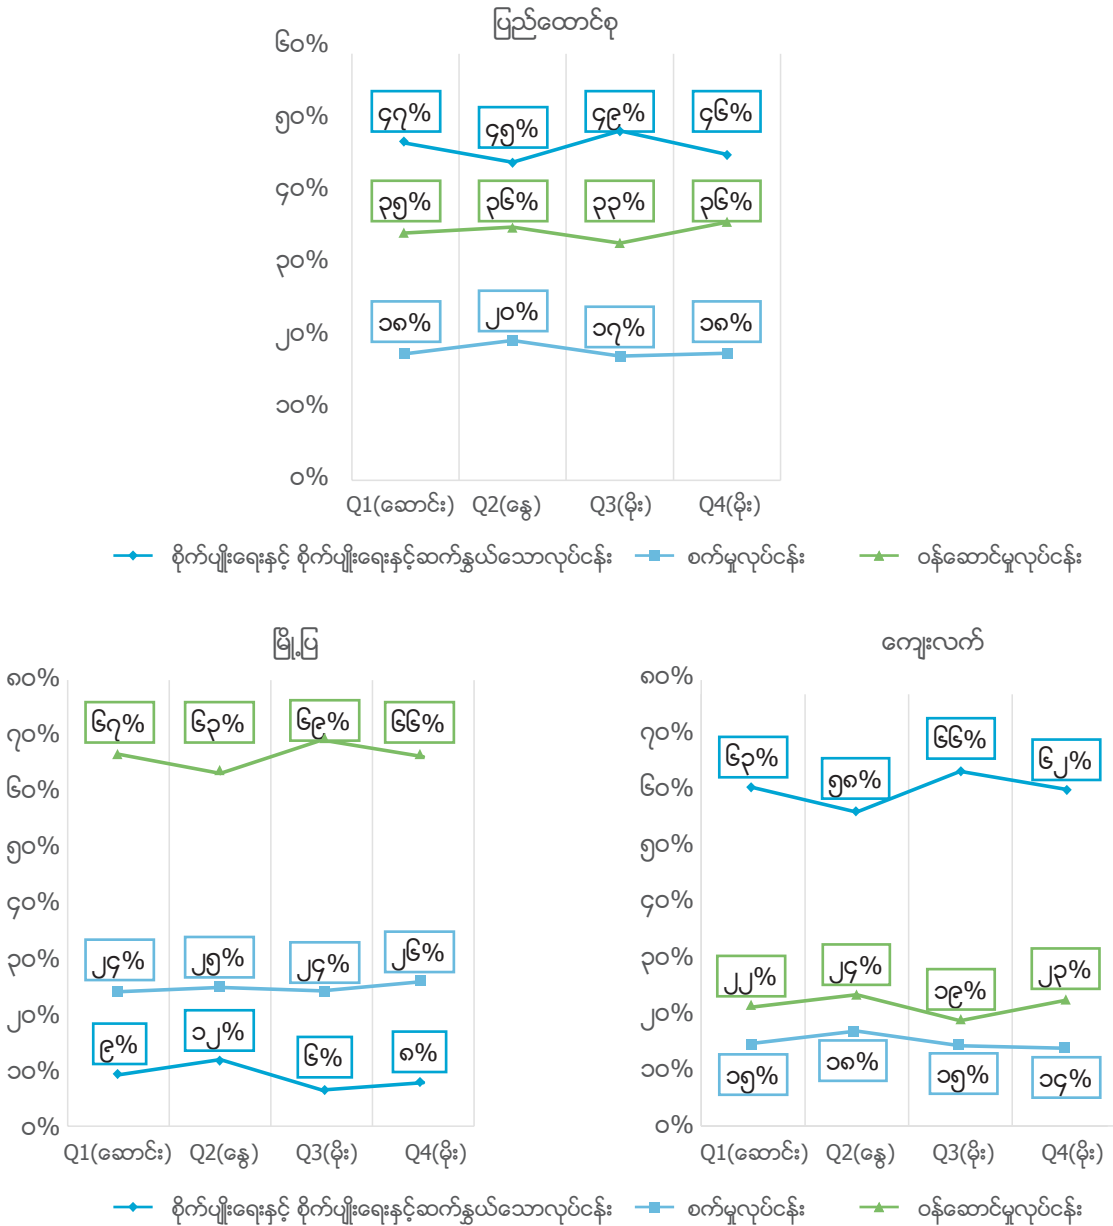 ပြည်ထောင်စု
၆၀%
၅၀%
၄၀%
၃၀%
၂၀%
၁၀%
၀%
၄၇% ၄၅% ၄၉% ၄၆%
၃၅% ၃၆% ၃၃% ၃၆%
၁၈% ၂၀% ၁၇% ၁၈%
Q1(ဆောင်း) Q2(နွေ) Q3(မိုး) Q4(မိုး)
စိုက်ပျိုးရေးနှင့် စိုက်ပျိုးရေးနှင့်ဆက်နွှယ်သောလုပ်ငန်း စက်မှုလုပ်ငန်း ဝန်ဆောင်မှုလုပ်ငန်း
မြို့ပြ
၈၀%
၇၀%
၆၀%
၅၀%
၄၀%
၃၀%
၂၀%
၁၀%
၀%
၆၇% ၆၃% ၆၉% ၆၆%
၂၄% ၂၅% ၂၄% ၂၆%
၉% ၁၂% ၆% ၈%
Q1(ဆောင်း) Q2(နွေ) Q3(မိုး) Q4(မိုး)
ကျေးလက်
၈၀%
၇၀%
၆၀%
၅၀%
၄၀%
၃၀%
၂၀%
၁၀%
၀%
၆၃% ၅၈% ၆၆% ၆၂%
၂၂% ၂၄% ၁၉% ၂၃%
၁၅% ၁၈% ၁၅% ၁၄%
Q1(ဆောင်း) Q2(နွေ) Q3(မိုး) Q4(မိုး)
စိုက်ပျိုးရေးနှင့် စိုက်ပျိုးရေးနှင့်ဆက်နွှယ်သောလုပ်ငန်း စက်မှုလုပ်ငန်း ဝန်ဆောင်မှုလုပ်ငန်း